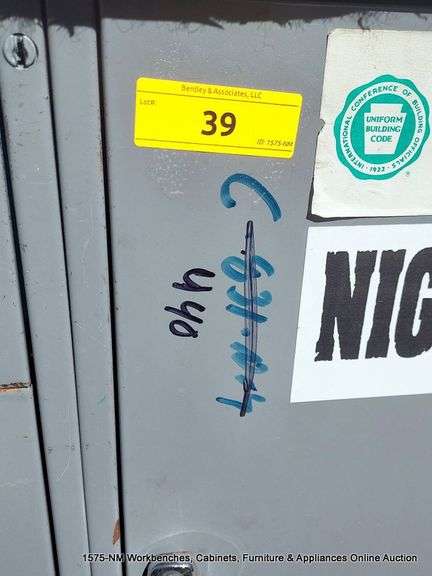 Bentley & Associates, LLC
Lot#:
39
ID: 1575-NM
INTERNATIONAL CONFERENCE OF BUILDING OFFICIALS
UNIFORM
BUILDING
CODE
1922
®
NIG
C
440
1575-NM Workbenches, Cabinets, Furniture & Appliances Online Auction